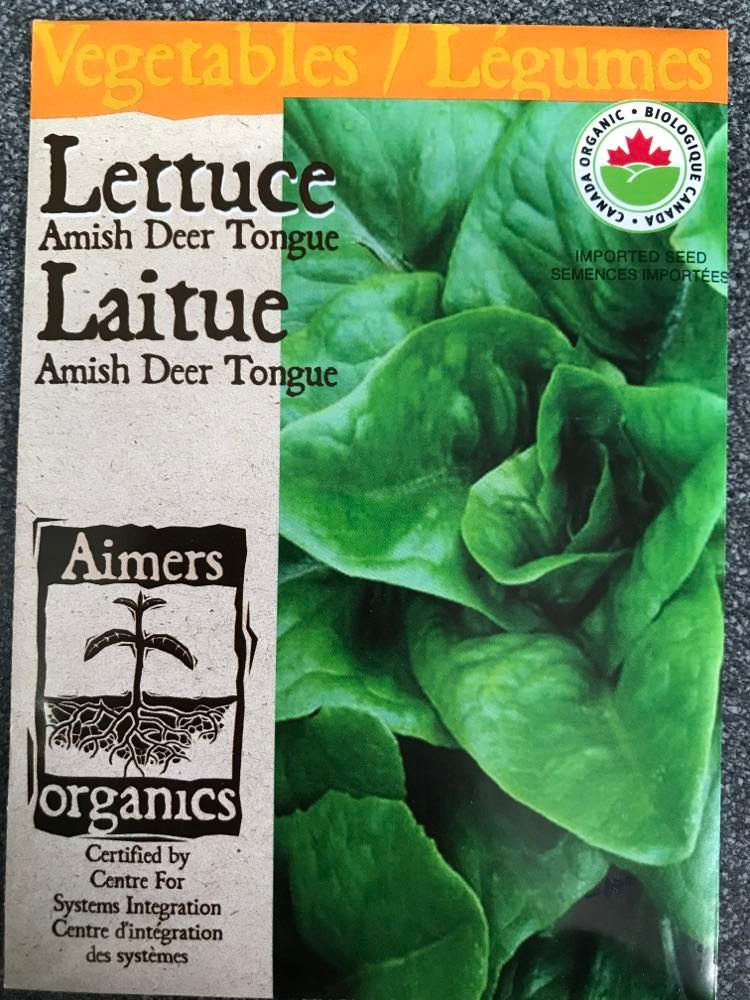 Vegetables / Légumes
Lettuce
Amish Deer Tongue
Laitue
Amish Deer Tongue
CANADA ORGANIC • BIOLOGIQUE CANADA •
IMPORTED SEED
SEMENCES IMPORTÉES
Aimers
organics
Certified by
Centre For
Systems Integration
Centre d'intégration
des systèmes